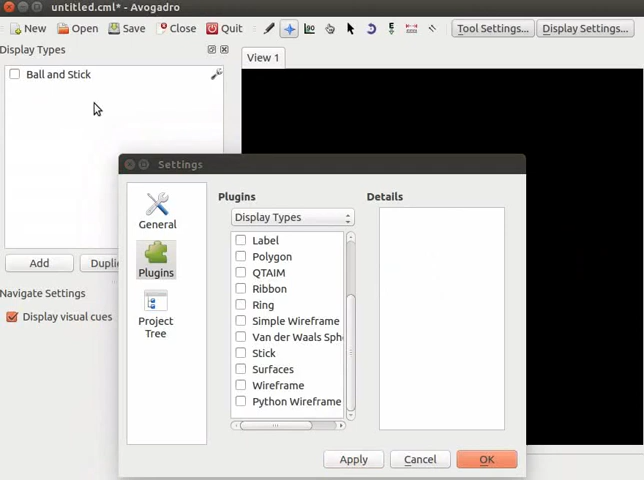 untitled.cml* - Avogadro
New Open Save Close Quit Tool Settings... Display Settings...
Display Types
View 1
Ball and Stick
Settings
General
Plugins
Project
Tree
Plugins
Display Types
Label
Polygon
QTAIM
Ribbon
Ring
Simple Wireframe
Van der Waals Sph
Stick
Surfaces
Wireframe
Python Wireframe
Details
Add Duplic
Navigate Settings
Display visual cues
Apply Cancel OK